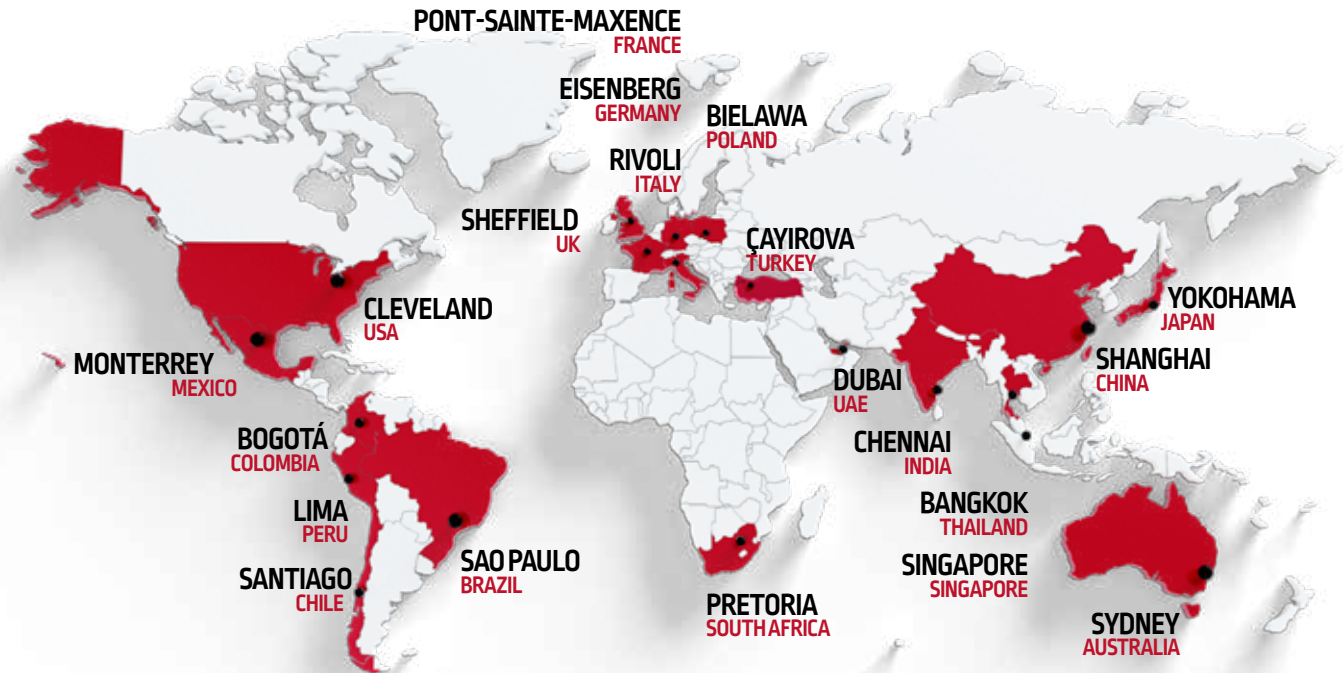 PONT-SAINTE-MAXENCE
FRANCE
EISENBERG
GERMANY
BIELAWA
POLAND
RIVOLI
ITALY
SHEFFIELD
UK
ÇAYIROVA
TURKEY
CLEVELAND
USA
YOKOHAMA
JAPAN
MONTERREY
MEXICO
SHANGHAI
CHINA
DUBAI
UAE
BOGOTÁ
COLOMBIA
CHENNAI
INDIA
LIMA
PERU
BANGKOK
THAILAND
SAO PAULO
BRAZIL
SINGAPORE
SINGAPORE
SANTIAGO
CHILE
PRETORIA
SOUTH AFRICA
SYDNEY
AUSTRALIA